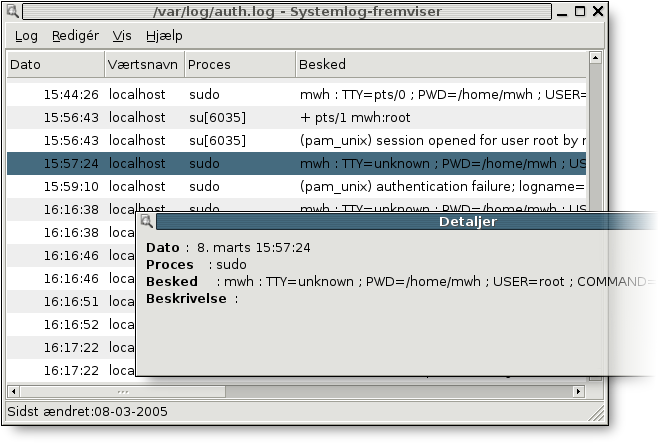 /var/log/auth.log - Systemlog-fremviser
Log Redigér Vis Hjælp
Dato Værtsnavn Proces Besked
15:44:26 localhost sudo mwh : TTY=pts/0 ; PWD=/home/mwh ; USER=
15:56:43 localhost su[6035] + pts/1 mwh:root
15:56:43 localhost su[6035] (pam_unix) session opened for user root by
15:57:24 localhost sudo mwh : TTY=unknown ; PWD=/home/mwh ; US
15:59:10 localhost sudo (pam_unix) authentication failure; logname=
16:16:38 localhost sudo mwh : TTY=unknown ; PWD=/home/mwh ; US
16:16:38 loca
16:16:46 loca
16:16:46 loca
16:16:51 loca
16:16:52 loca
16:17:22 loca
16:17:22 loca
Detaljer
Dato : 8. marts 15:57:24
Proces : sudo
Besked : mwh : TTY=unknown ; PWD=/home/mwh ; USER=root ; COMMAND=
Beskrivelse :
Sidst ændret:08-03-2005